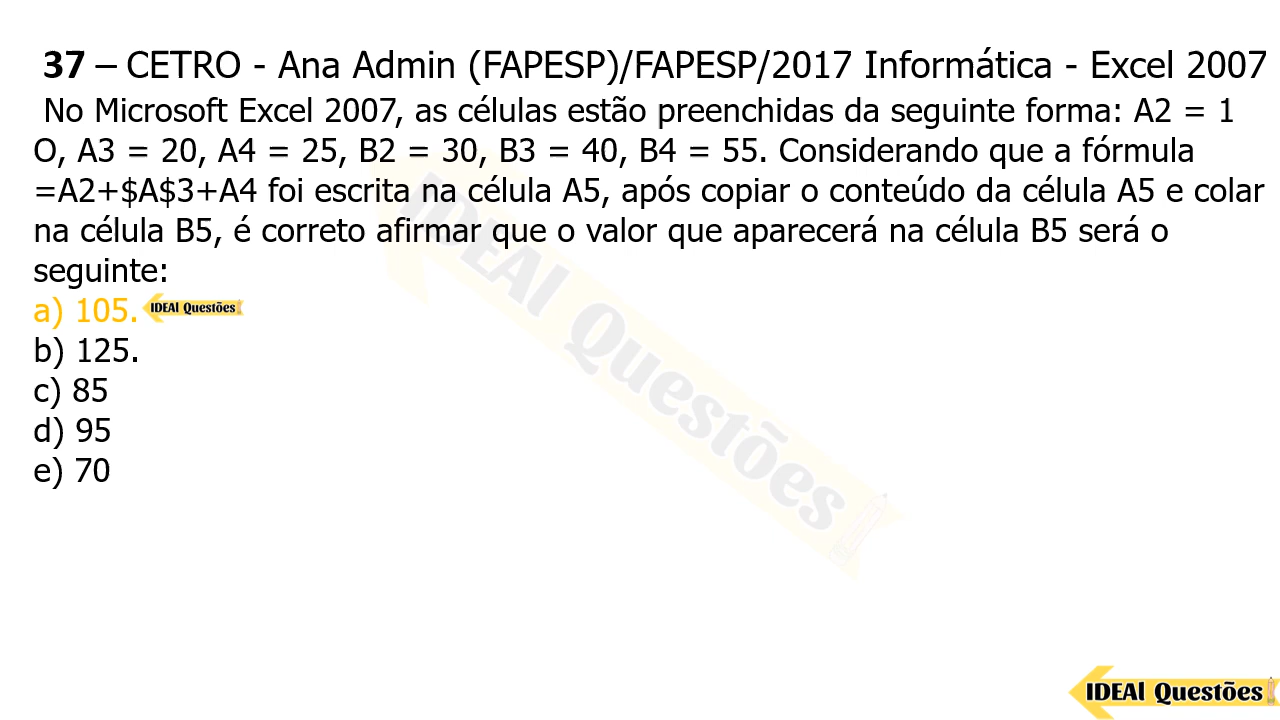 37 – CETRO - Ana Admin (FAPESP)/FAPESP/2017 Informática - Excel 2007
No Microsoft Excel 2007, as células estão preenchidas da seguinte forma: A2 = 1
O, A3 = 20, A4 = 25, B2 = 30, B3 = 40, B4 = 55. Considerando que a fórmula
=A2+$A$3+A4 foi escrita na célula A5, após copiar o conteúdo da célula A5 e colar
na célula B5, é correto afirmar que o valor que aparecerá na célula B5 será o
seguinte:
a) 105. IDEAl Questões
b) 125.
c) 85
d) 95
e) 70
IDEAl Questões
IDEAl Questões